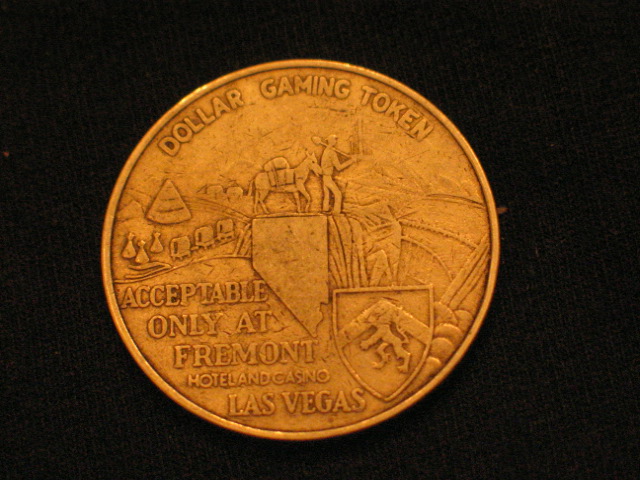 DOLLAR GAMING TOKEN
ACCEPTABLE
ONLY AT
FREMONT
HOTEL AND CASINO
LAS VEGAS